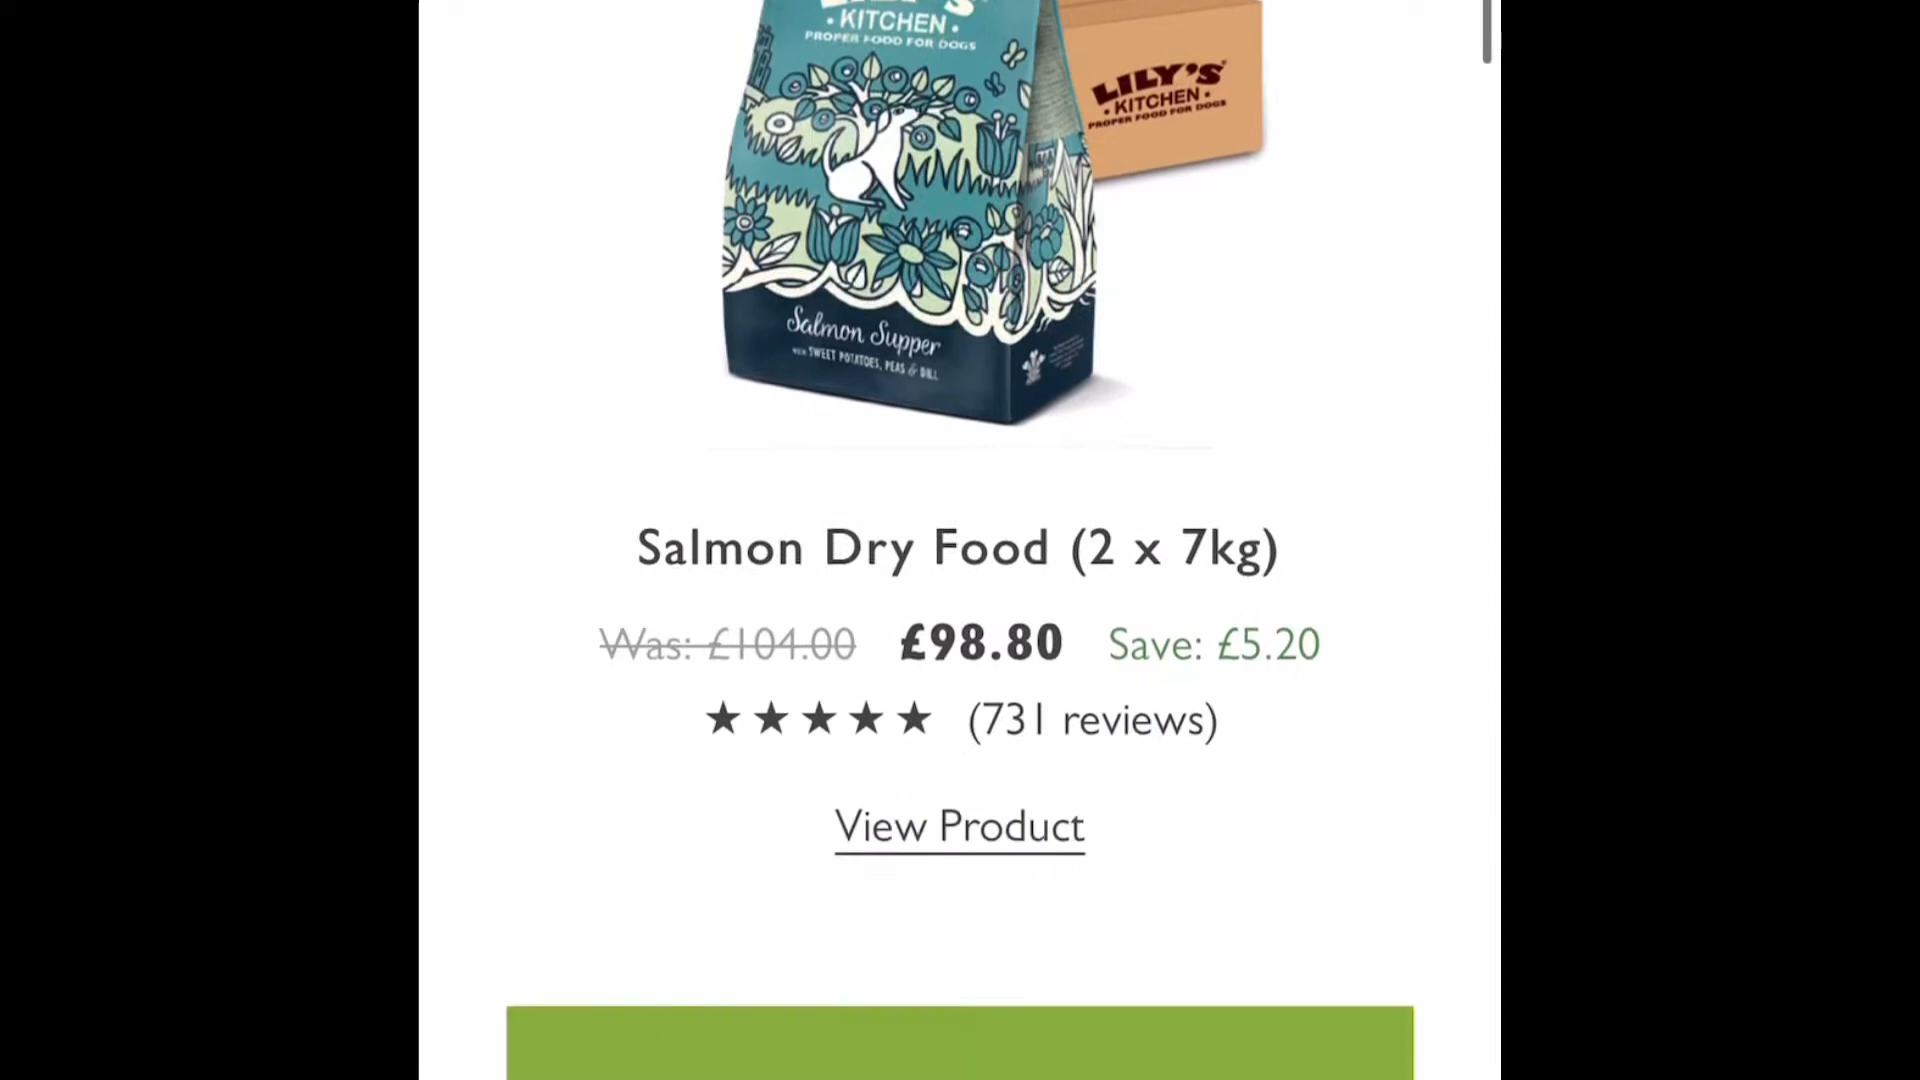 LILY'S
• KITCHEN •
PROPER FOOD FOR DOGS
LILY'S
• KITCHEN •
PROPER FOOD FOR DOGS
Salmon Supper
WITH SWEET POTATOES, PEAS & DILL
Salmon Dry Food (2 x 7kg)
Was: £104.00 £98.80 Save: £5.20
★★★★★ (731 reviews)
View Product